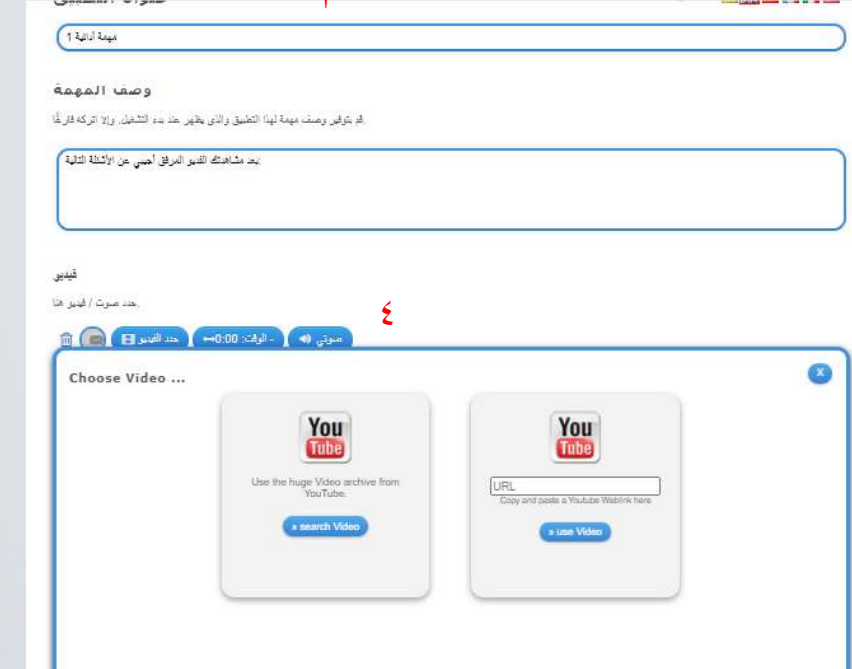 عنوان التطبيق
مهمة أدائية 1
وصف المهمة
قم بتوفير وصف مهمة لهذا التطبيق والذي يظهر عند بدء التشغيل. وإلا اتركه فارغًا.
بعد مشاهدتك الفديو المرفق أجيبي عن الأسئلة التالية:
فيديو
حدد صوت / فيديو هنا.
٤
صوتي
- الوقت: 0:00
حدد الفيديو
Choose Video ...
X
You
Tube
Use the huge Video archive from
YouTube.
» search Video
You
Tube
URL
Copy and paste a Youtube Weblink here
» use Video